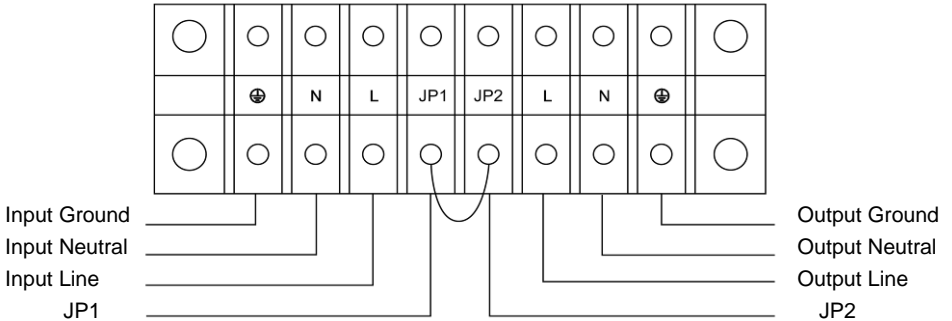 ⏚ N L JP1 JP2 L N ⏚
Input Ground Output Ground
Input Neutral Output Neutral
Input Line Output Line
JP1 JP2